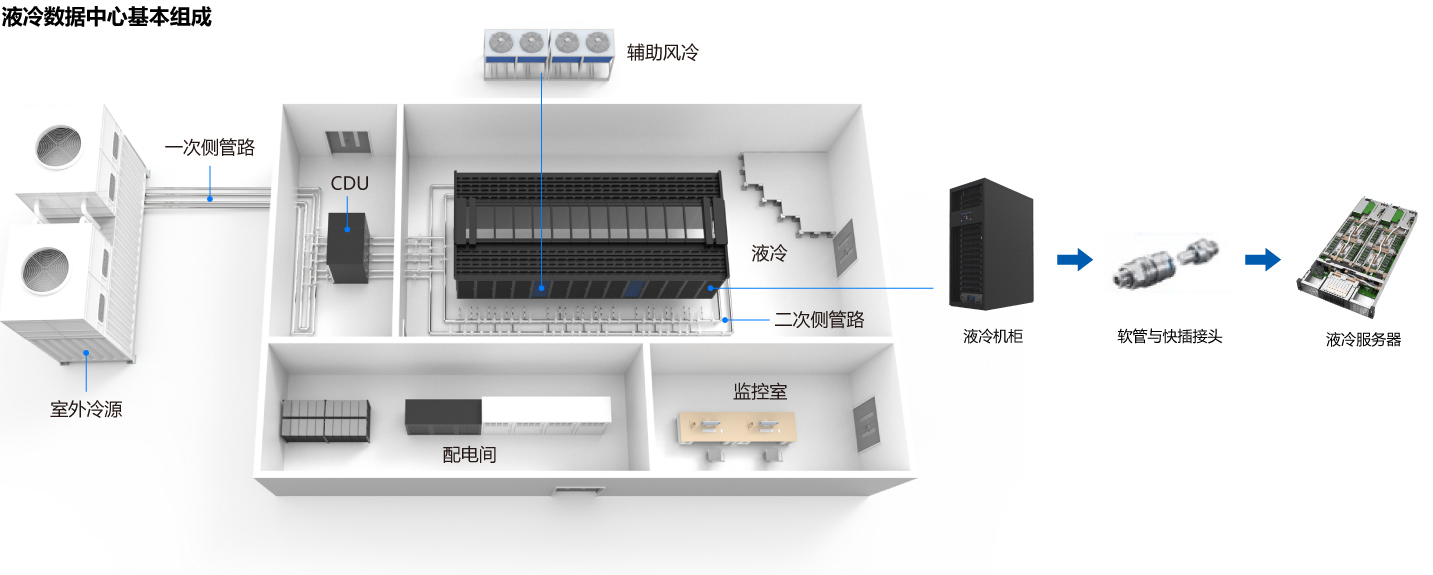 液冷数据中心基本组成
辅助风冷
一次侧管路
CDU
液冷
二次侧管路
室外冷源
监控室
配电间
液冷机柜
软管与快插接头
液冷服务器